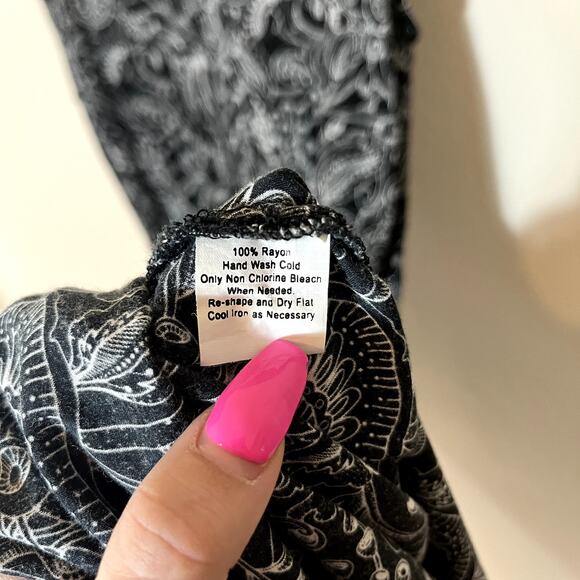 100% Rayon
Hand Wash Cold
Only Non Chlorine Bleach
When Needed.
Re-shape and Dry Flat
Cool Iron as Necessary